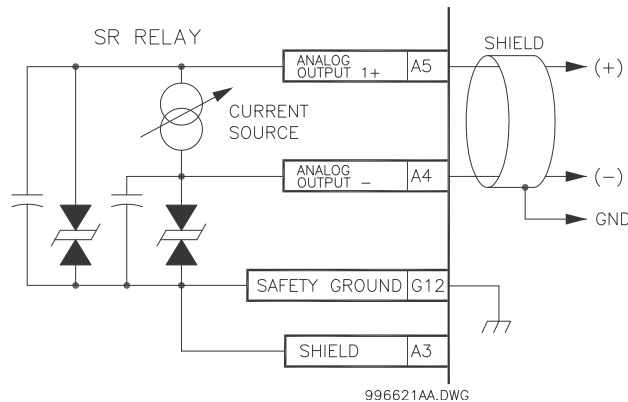 SR RELAY
SHIELD
ANALOG
OUTPUT 1+
A5
(+)
CURRENT
SOURCE
ANALOG
OUTPUT -
A4
(-)
GND
SAFETY GROUND
G12
SHIELD
A3
996621AA.DWG